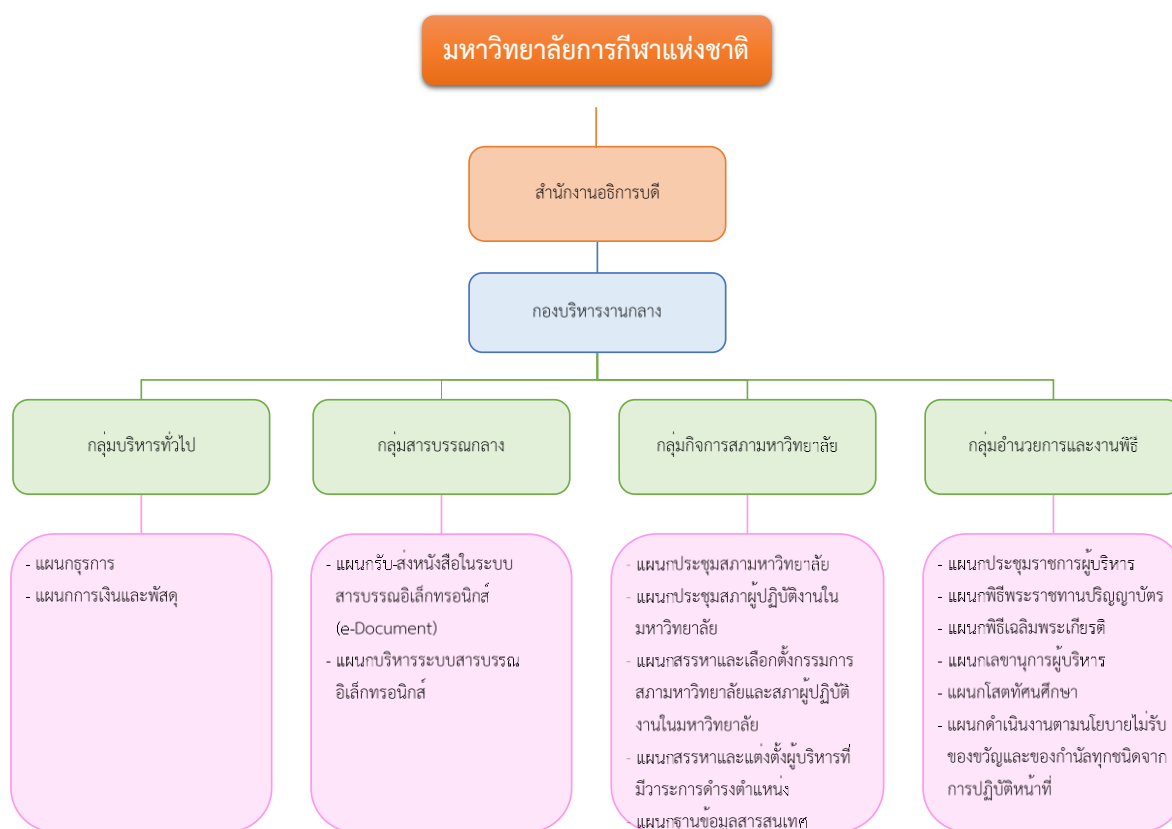 มหาวิทยาลัยการกีฬาแห่งชาติ
สำนักงานอธิการบดี
กองบริหารงานกลาง
กลุ่มบริหารทั่วไป
กลุ่มสารบรรณกลาง
กลุ่มกิจการสภามหาวิทยาลัย
กลุ่มอำนวยการและงานพิธี
- แผนกธุรการ
- แผนกการเงินและพัสดุ
- แผนกรับ-ส่งหนังสือในระบบ
สารบรรณอิเล็กทรอนิกส์
(e-Document)
- แผนกบริหารระบบสารบรรณ
อิเล็กทรอนิกส์
- แผนกประชุมสภามหาวิทยาลัย
- แผนกประชุมสภาผู้ปฏิบัติงานใน
มหาวิทยาลัย
- แผนกสรรหาและเลือกตั้งกรรมการ
สภามหาวิทยาลัยและสภาผู้ปฏิบัติ
งานในมหาวิทยาลัย
- แผนกสรรหาและแต่งตั้งผู้บริหารที่
มีวาระการดำรงตำแหน่ง
- แผนกฐานข้อมูลสารสนเทศ
- แผนกประชุมราชการผู้บริหาร
- แผนกพิธีพระราชทานปริญญาบัตร
- แผนกพิธีเฉลิมพระเกียรติ
- แผนกเลขานุการผู้บริหาร
- แผนกโสตทัศนศึกษา
- แผนกดำเนินงานตามนโยบายไม่รับ
ของขวัญและของกำนัลทุกชนิดจาก
การปฏิบัติหน้าที่